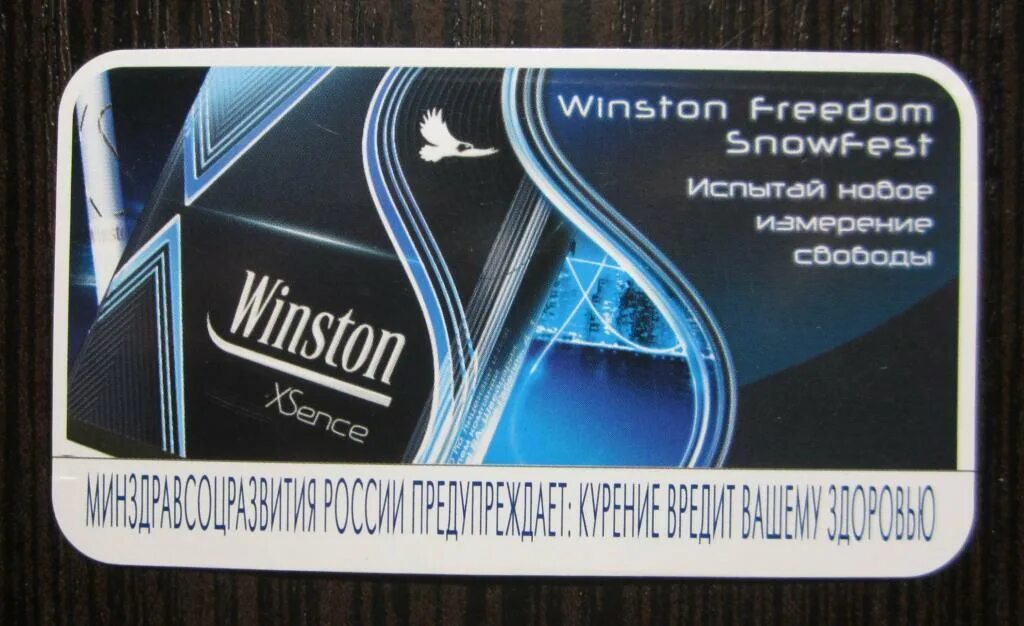 Winston Freedom
SnowFest
Испытай новое
измерение
свободы
Winston
XSence
МИНЗДРАВСОЦРАЗВИТИЯ РОССИИ ПРЕДУПРЕЖДАЕТ: КУРЕНИЕ ВРЕДИТ ВАШЕМУ ЗДОРОВЬЮ